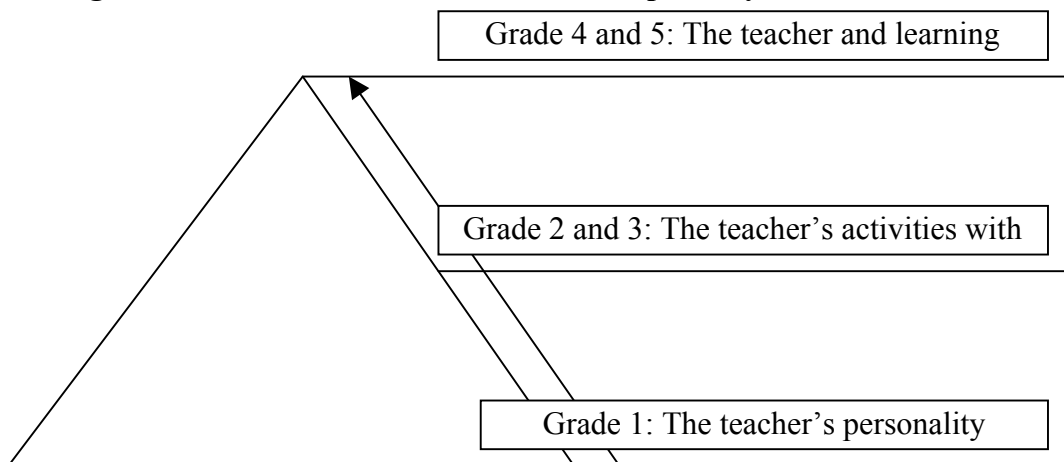 Grade 4 and 5: The teacher and learning
Grade 2 and 3: The teacher’s activities with
Grade 1: The teacher’s personality